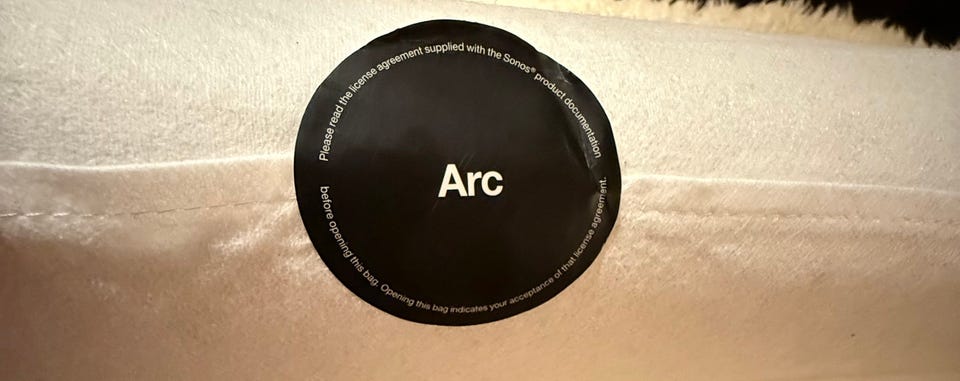 Please read the license agreement supplied with the Sonos® product documentation
Arc
before opening this bag. Opening this bag indicates your acceptance of that license agreement.